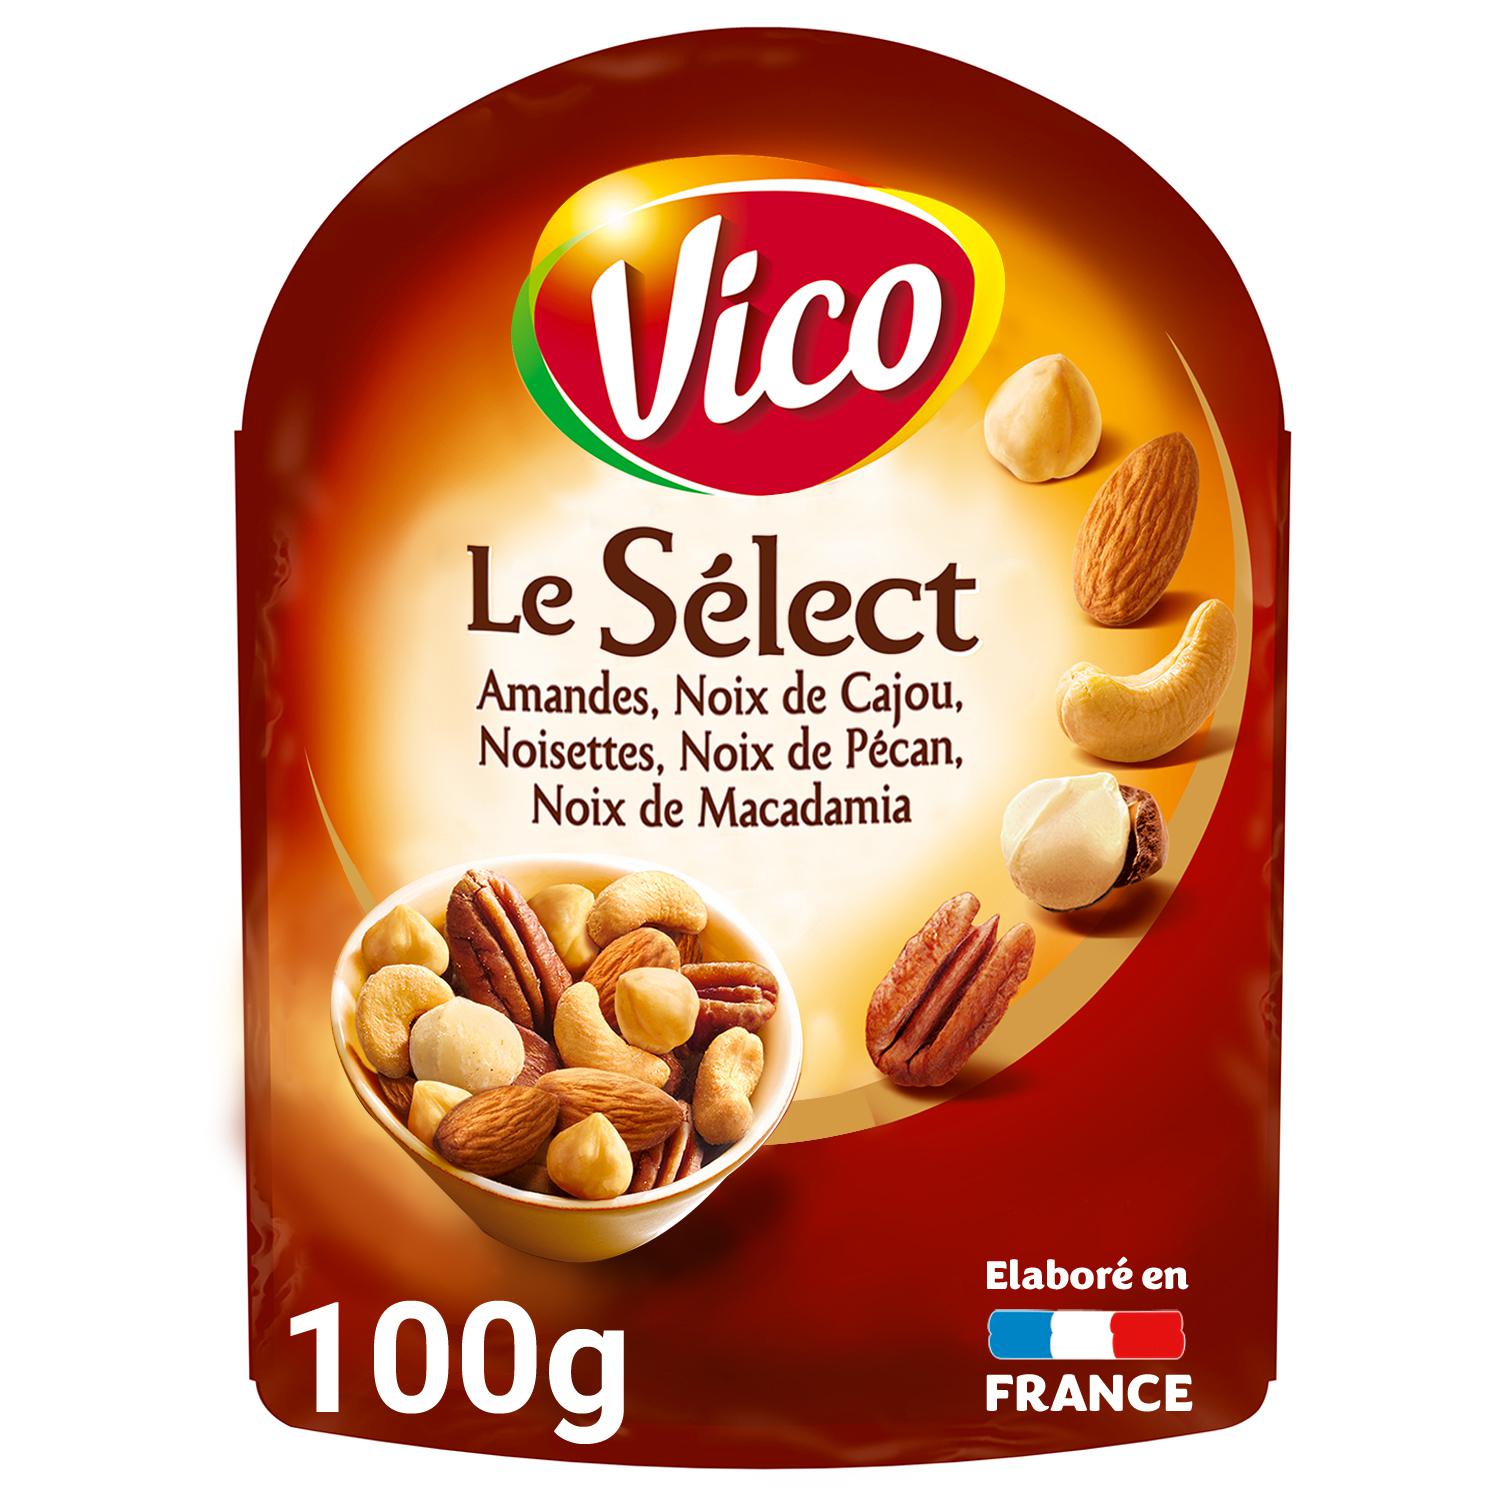 Vico
Le Sélect
Amandes, Noix de Cajou,
Noisettes, Noix de Pécan,
Noix de Macadamia
100g
Elaboré en
FRANCE